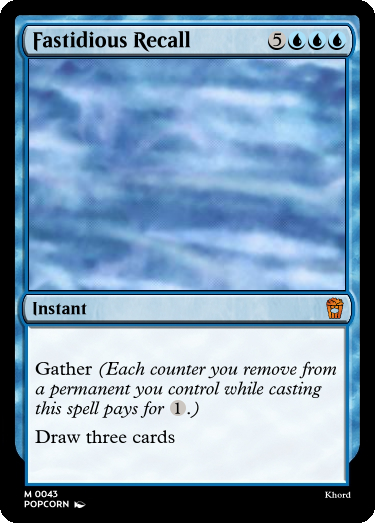 Fastidious Recall 5
Instant
Gather (Each counter you remove from
a permanent you control while casting
this spell pays for 1.)
Draw three cards
M 0043
POPCORN Khord